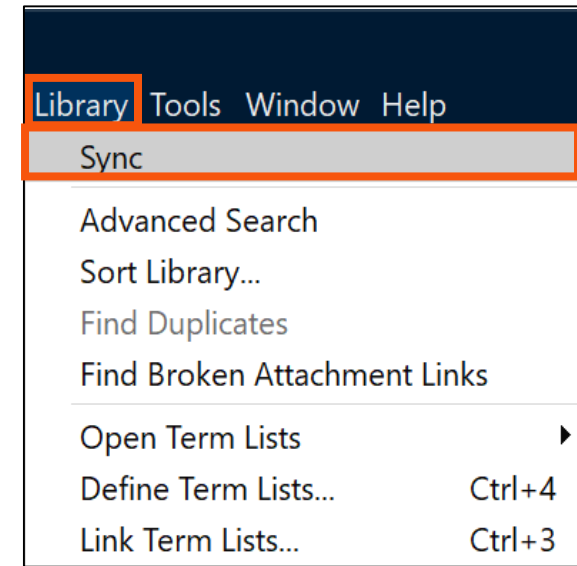 Library Tools Window Help
Sync
Advanced Search
Sort Library...
Find Duplicates
Find Broken Attachment Links
Open Term Lists
Define Term Lists... Ctrl+4
Link Term Lists... Ctrl+3